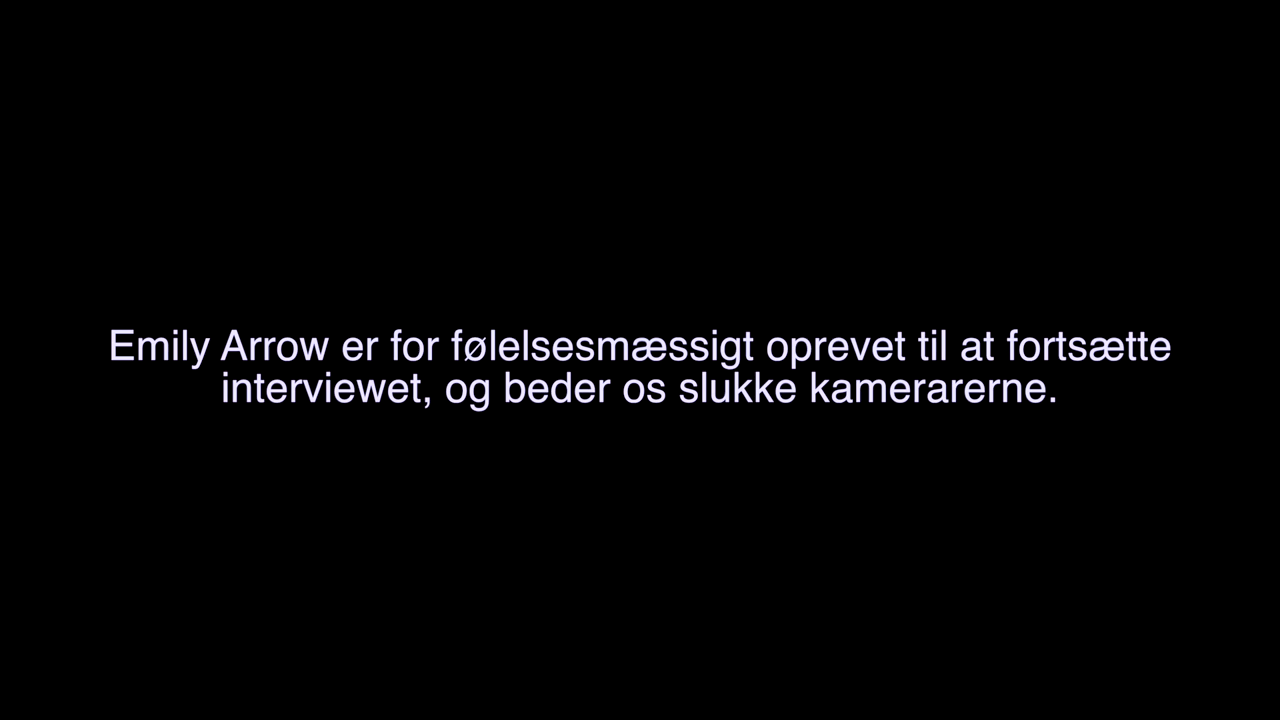 Emily Arrow er for følelsesmæssigt oprevet til at fortsætte
interviewet, og beder os slukke kamerarerne.